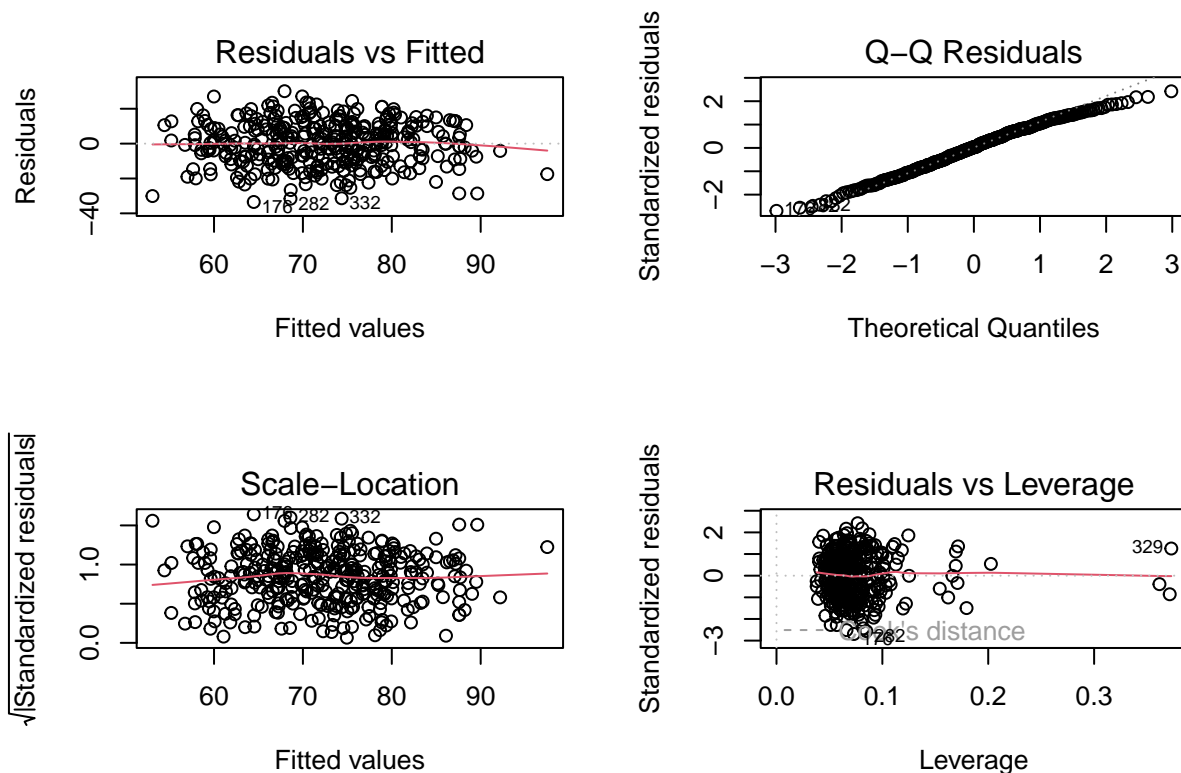 Residuals vs Fitted
Residuals
0
−40
176
282
332
60
70
80
90
Fitted values
Q−Q Residuals
Standardized residuals
2
0
−2
−3
−2
−1
0
1
2
3
Theoretical Quantiles
Scale−Location
√|Standardized residuals|
1.0
0.0
176
282
332
60
70
80
90
Fitted values
Residuals vs Leverage
Standardized residuals
2
0
−3
329
Cook's distance
176
282
0.0
0.1
0.2
0.3
Leverage